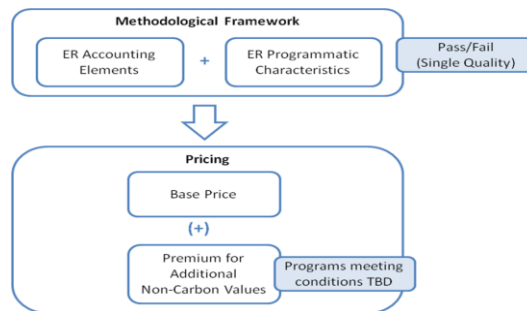 Methodological Framework
ER Accounting
Elements
+
ER Programmatic
Characteristics
Pass/Fail
(Single Quality)
Pricing
Base Price
(+)
Premium for
Additional
Non-Carbon Values
Programs meeting
conditions TBD